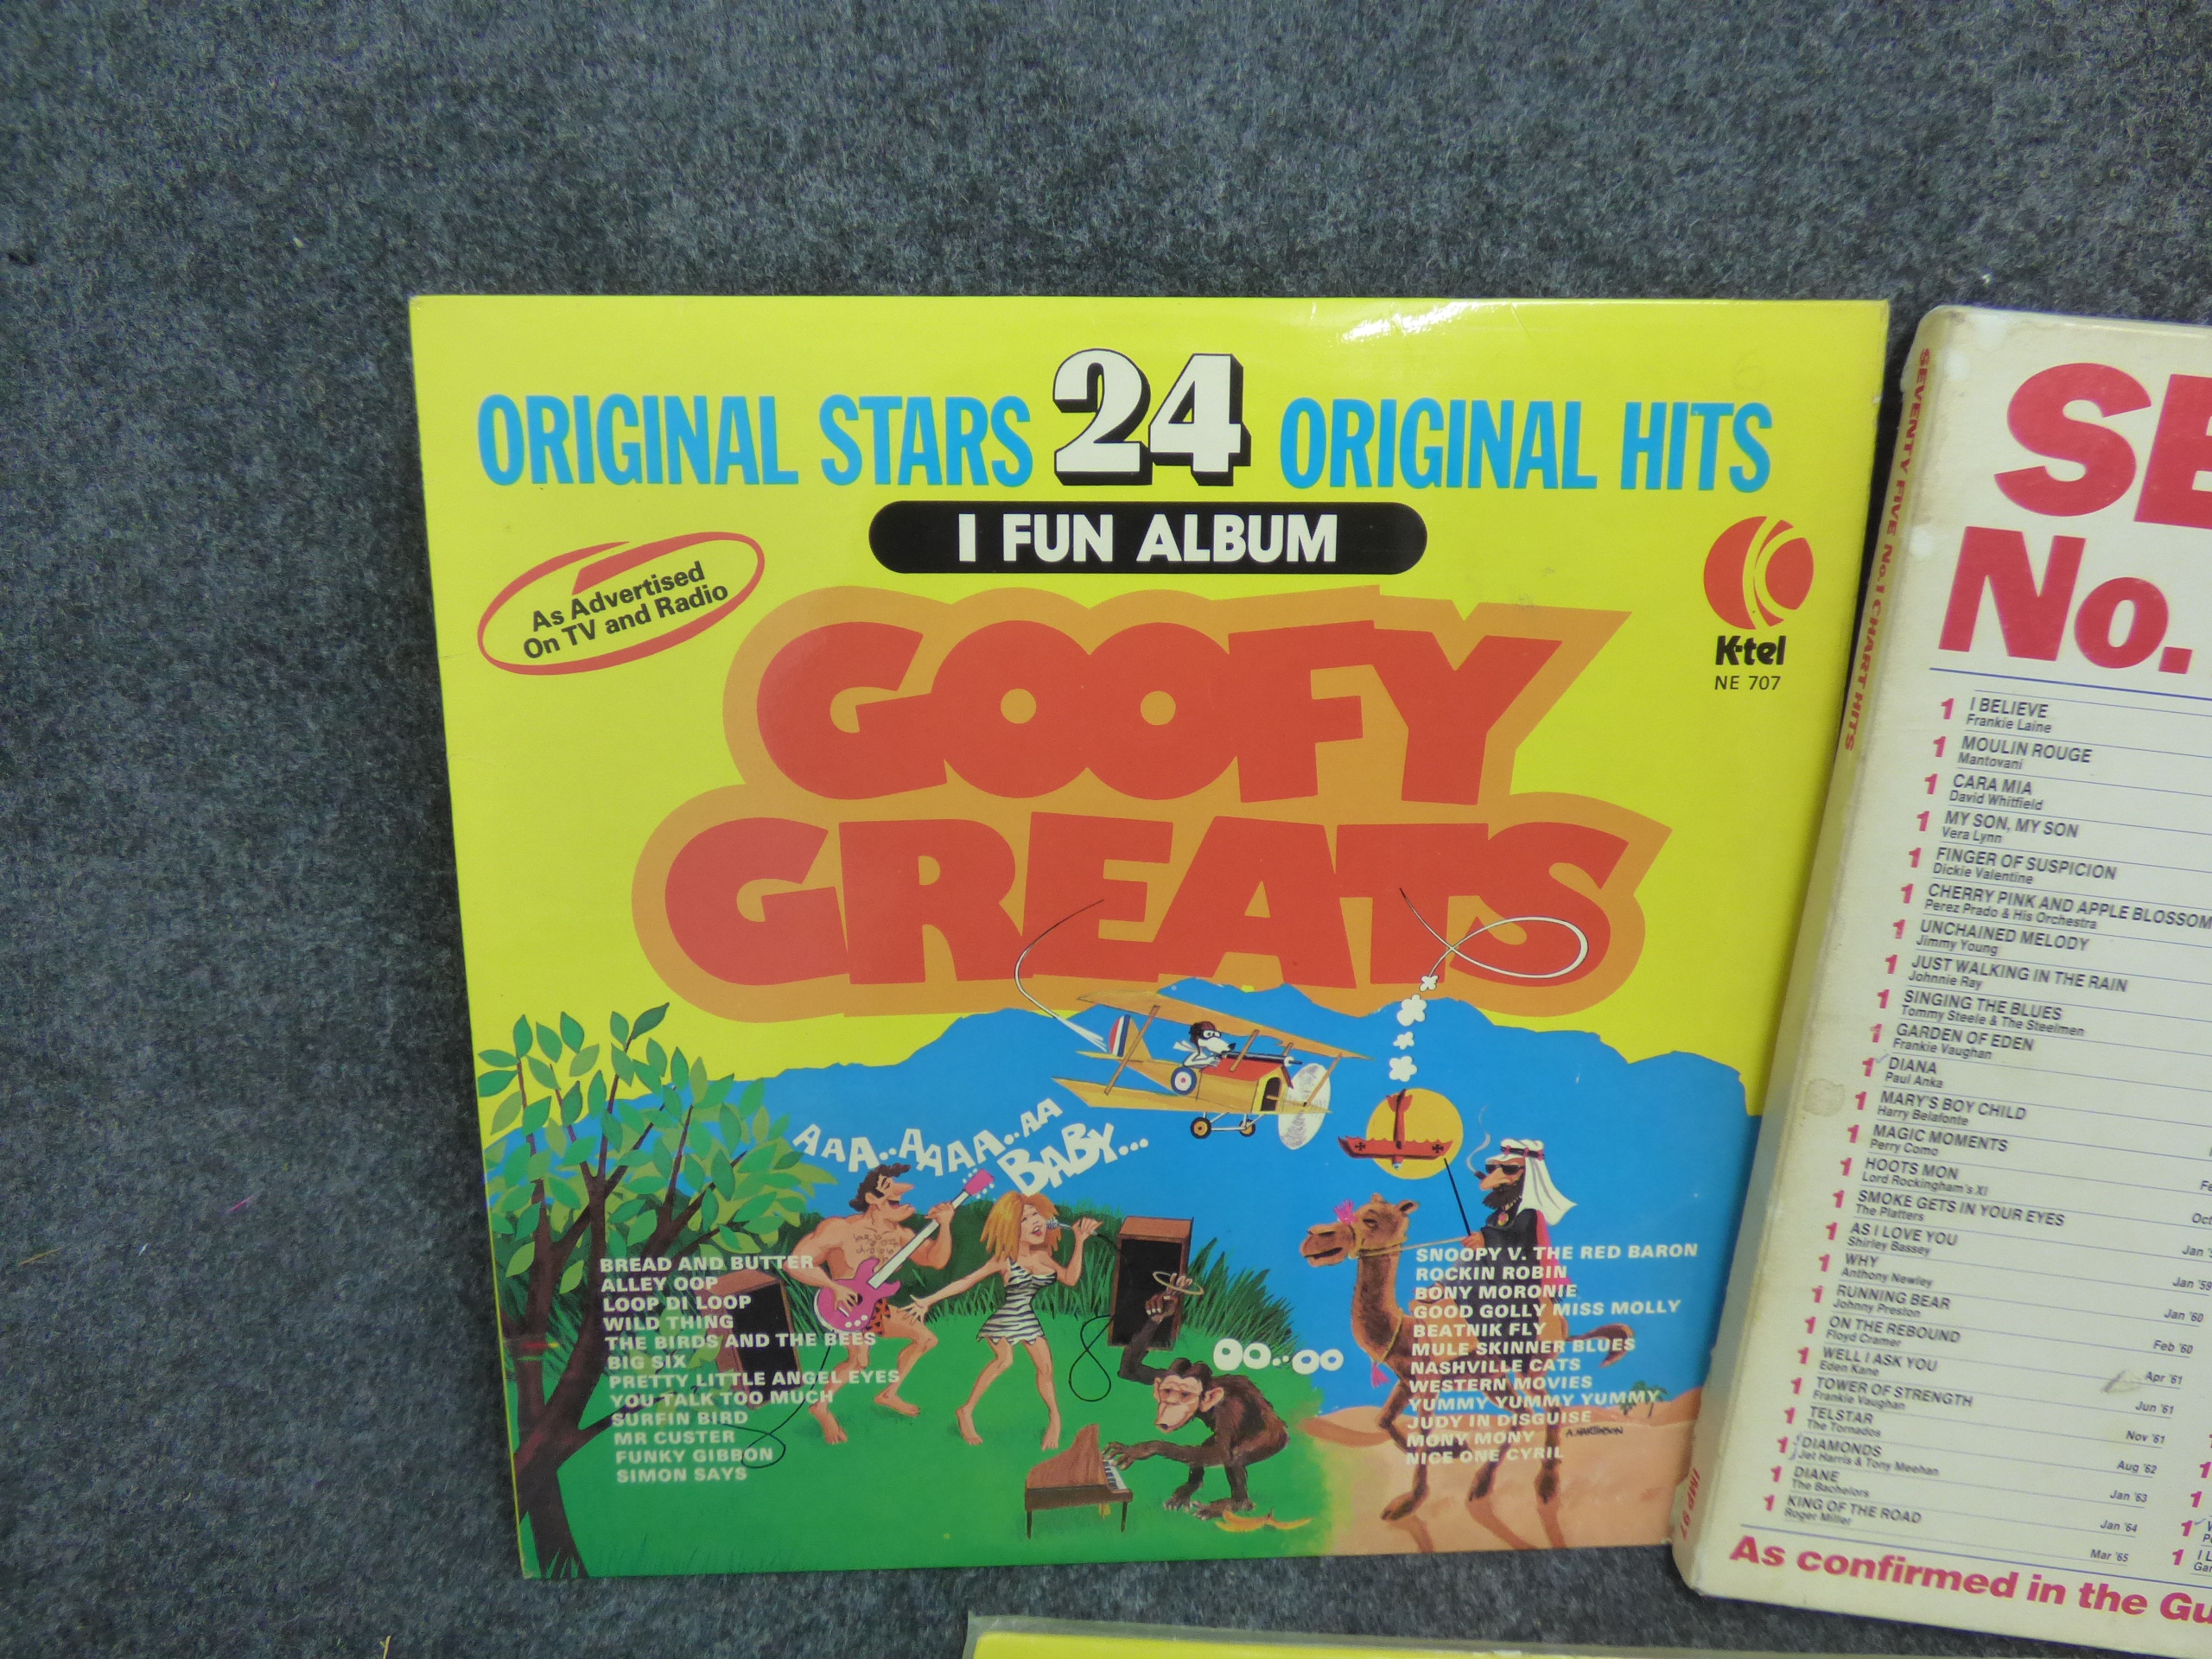 ORIGINAL STARS 24 ORIGINAL HITS
I FUN ALBUM
As Advertised
On TV and Radio
K-tel
NE 707
GOOFY
GREATS
AAA..AAAA..AA
BABY...
OO..OO
BREAD AND BUTTER
ALLEY OOP
LOOP DI LOOP
WILD THING
THE BIRDS AND THE BEES
BIG SIX
PRETTY LITTLE ANGEL EYES
YOU TALK TOO MUCH
SURFIN BIRD
MR CUSTER
FUNKY GIBBON
SIMON SAYS
SNOOPY V. THE RED BARON
ROCKIN ROBIN
BONY MORONIE
GOOD GOLLY MISS MOLLY
BEATNIK FLY
MULE SKINNER BLUES
NASHVILLE CATS
WESTERN MOVIES
YUMMY YUMMY YUMMY
JUDY IN DISGUISE
MONY MONY
NICE ONE CYRIL
SEVENTY FIVE No.1 CHART HITS
SE
No.
1 I BELIEVE
Frankie Laine
1 MOULIN ROUGE
Mantovani
1 CARA MIA
David Whitfield
1 MY SON, MY SON
Vera Lynn
1 FINGER OF SUSPICION
Dickie Valentine
1 CHERRY PINK AND APPLE BLOSSOM
Perez Prado & His Orchestra
1 UNCHAINED MELODY
Jimmy Young
1 JUST WALKING IN THE RAIN
Johnnie Ray
1 SINGING THE BLUES
Tommy Steele & The Steelmen
1 GARDEN OF EDEN
Frankie Vaughan
1 DIANA
Paul Anka
1 MARY'S BOY CHILD
Harry Belafonte
1 MAGIC MOMENTS
Perry Como
1 HOOTS MON
Lord Rockingham's XI
Fe
1 SMOKE GETS IN YOUR EYES
The Platters
Oct
1 AS I LOVE YOU
Shirley Bassey
Jan '5
1 WHY
Anthony Newley
Jan '59
1 RUNNING BEAR
Johnny Preston
Jan '60
1 ON THE REBOUND
Floyd Cramer
Feb '60
1 WELL I ASK YOU
Eden Kane
Apr '61
1 TOWER OF STRENGTH
Frankie Vaughan
Jun '61
1 TELSTAR
The Tornados
Nov '61
1 DIAMONDS
Jet Harris & Tony Meehan
Aug '62
1 DIANE
The Bachelors
Jan '63
1 KING OF THE ROAD
Roger Miller
Jan '64
Mar '65
As confirmed in the Gu